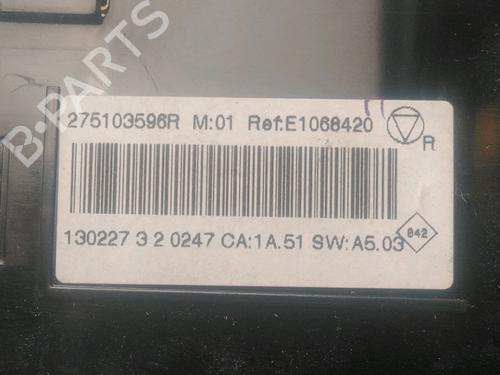 275103596R M:01 Ref:E1068420
R
130227 3 2 0247 CA:1A.51 SW:A5.03
842
B-PARTS